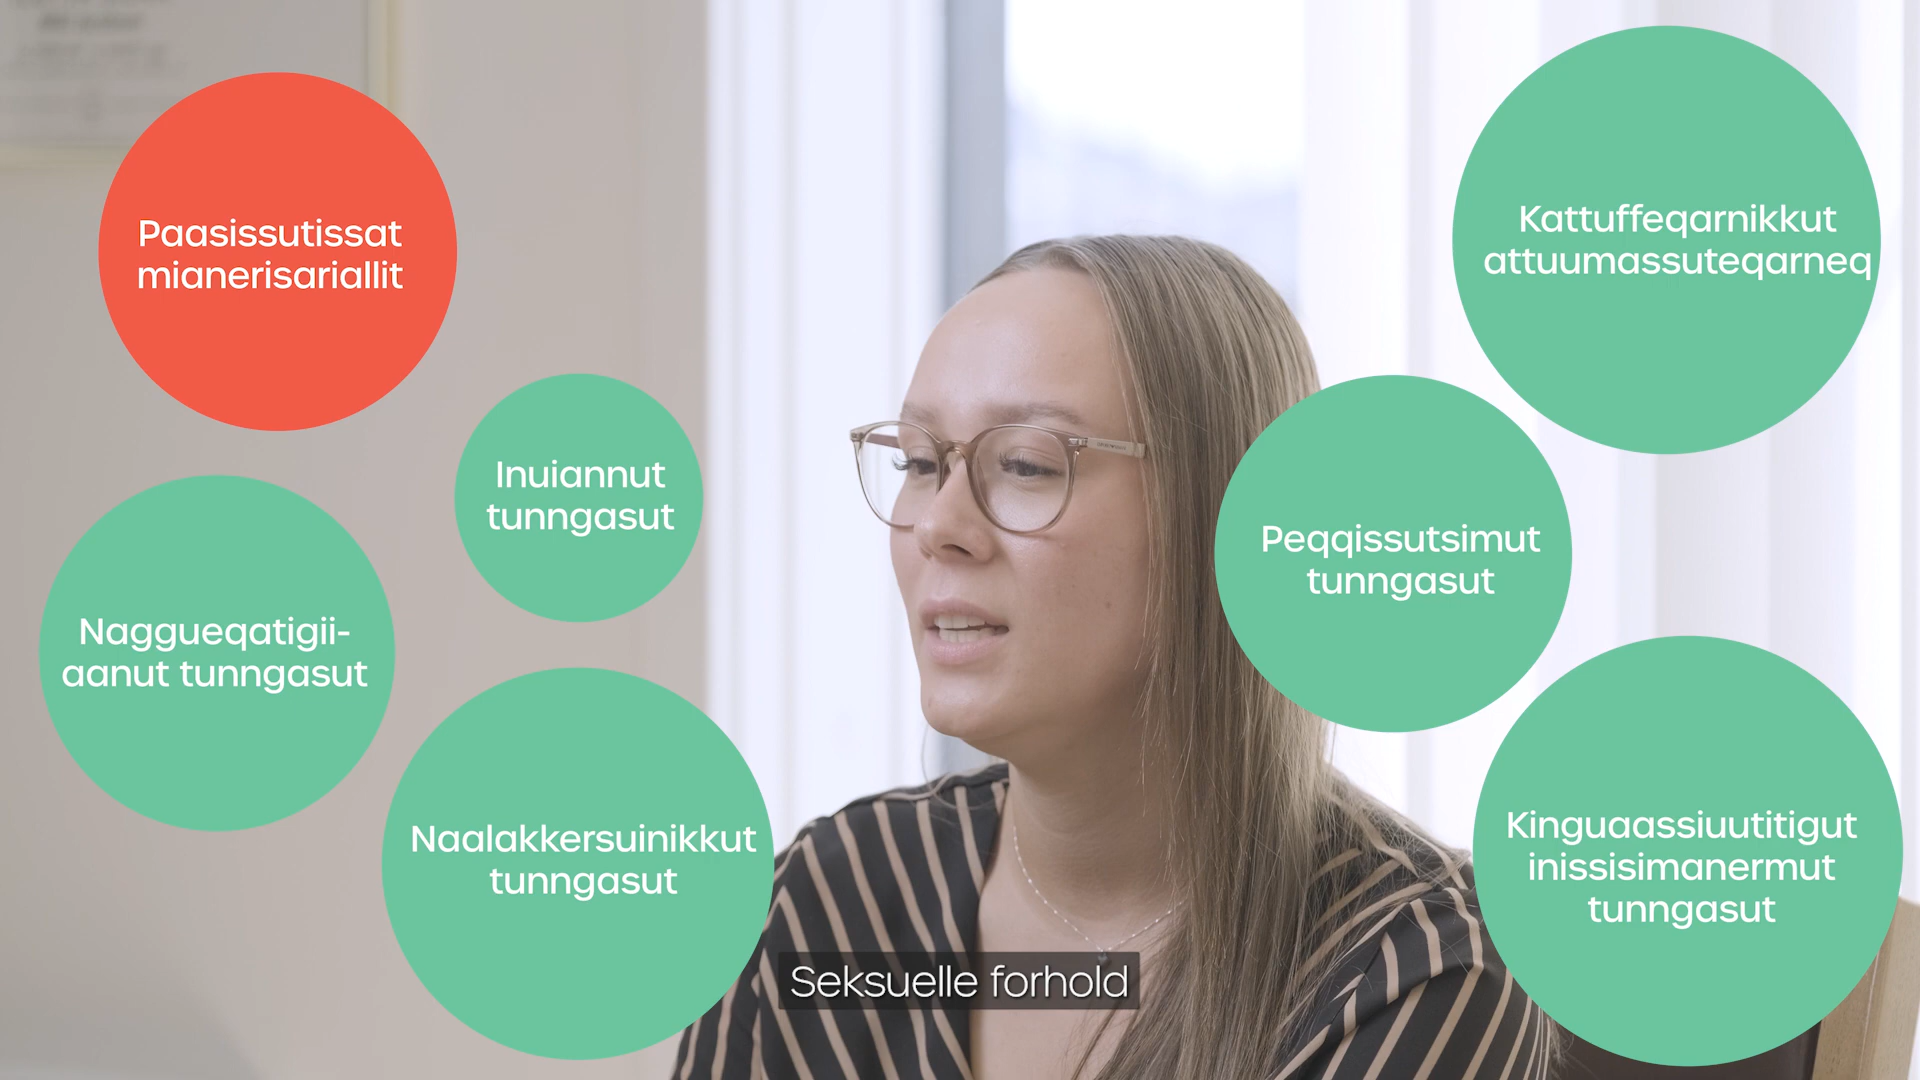 Paasissutissat
mianerisariallit
Inuiannut
tunngasut
Naggueqatigii-
aanut tunngasut
Naalakkersuinikkut
tunngasut
Kattuffeqarnikkut
attuumassuteqarneq
Peqqissutsimut
tunngasut
Kinguaassiuutitigut
inissisimanermut
tunngasut
Seksuelle forhold